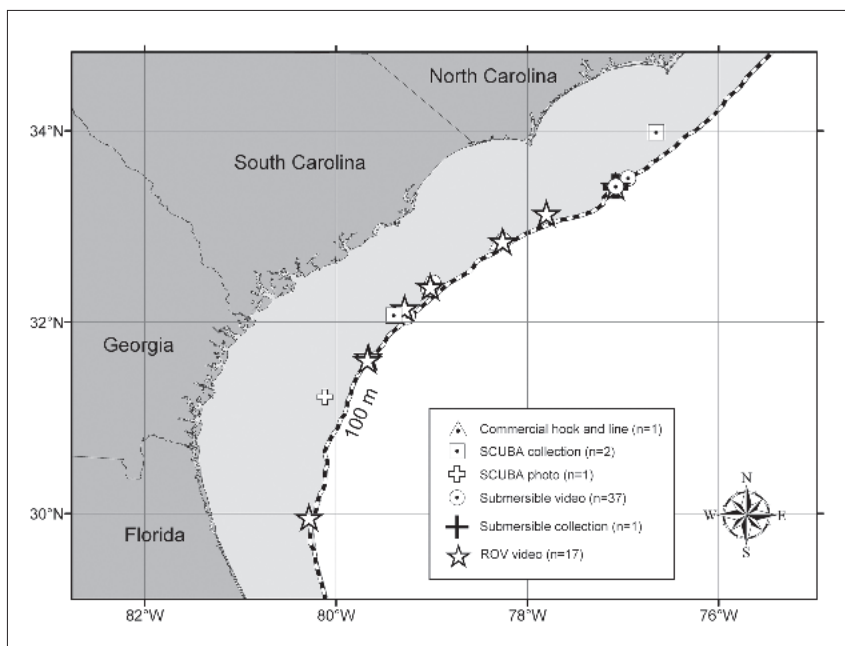 North Carolina
34°N
South Carolina
32°N
Georgia
100 m
Commercial hook and line (n=1)
SCUBA collection (n=2)
SCUBA photo (n=1)
Submersible video (n=37)
Submersible collection (n=1)
ROV video (n=17)
30°N
Florida
N
W
E
S
82°W
80°W
78°W
76°W